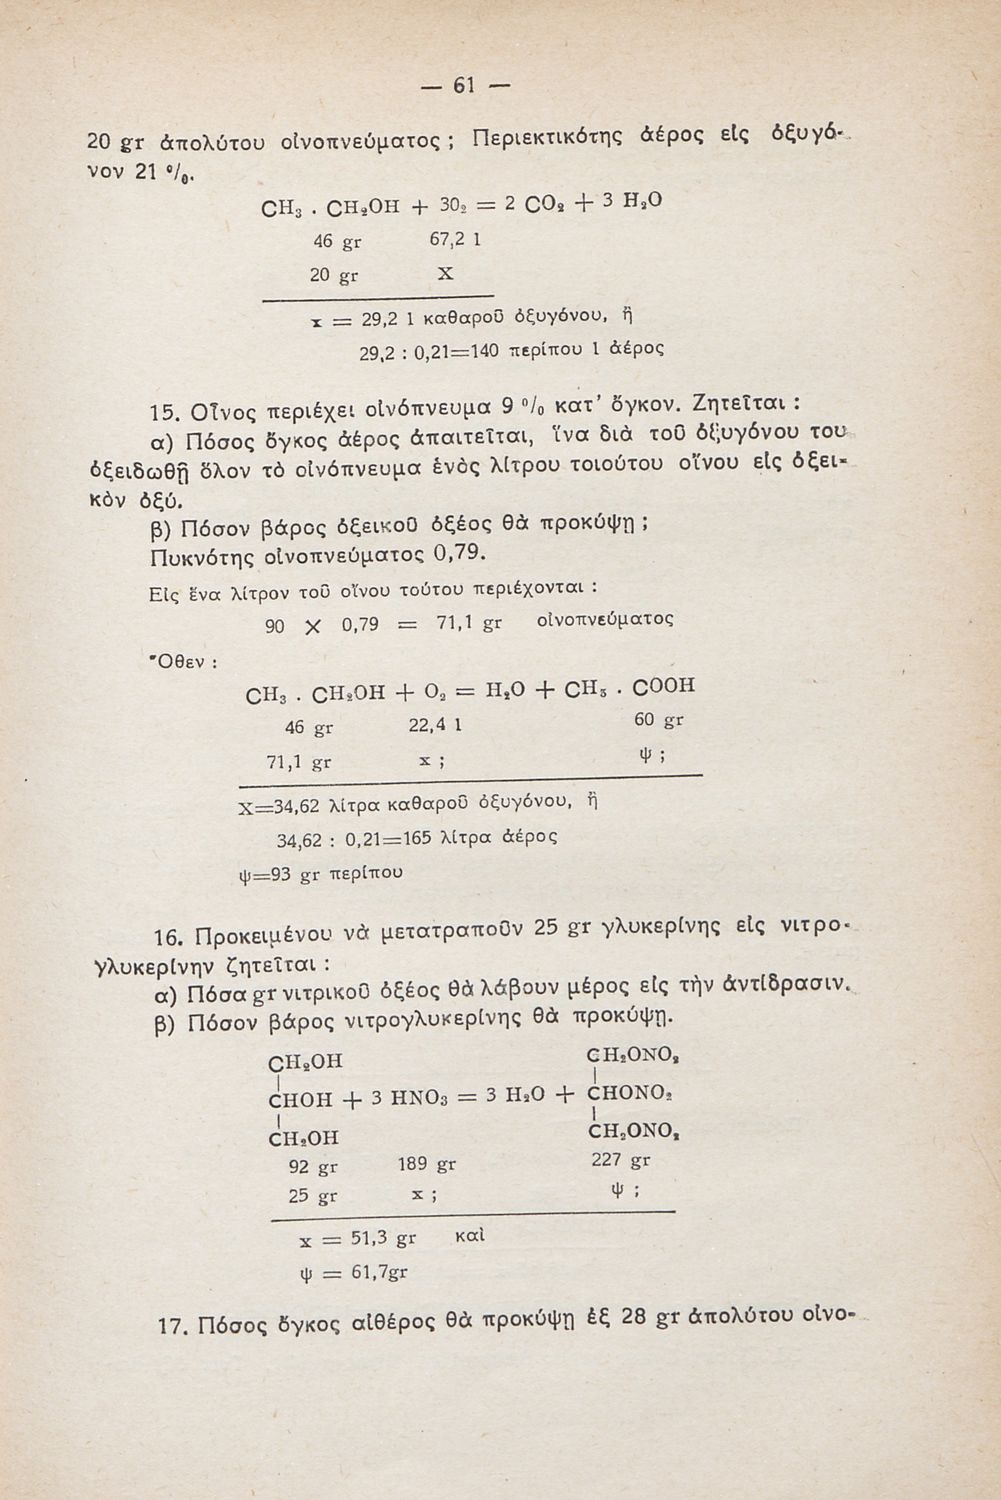 — 61 —
20 gr ἀπολύτου οἰνοπνεύματος ; Περιεκτικότης ἀέρος εἰς ὀξυγό-
νον 21 %.
CH₃ . CH₂OH + 3O₂ = 2 CO₂ + 3 H₂O
46 gr 67,2 l
20 gr X
x = 29,2 l καθαροῦ ὀξυγόνου, ἢ
29,2 : 0,21=140 περίπου l ἀέρος
15. Οἶνος περιέχει οἰνόπνευμα 9 % κατ’ ὄγκον. Ζητεῖται :
α) Πόσος ὄγκος ἀέρος ἀπαιτεῖται, ἵνα διὰ τοῦ ὀξυγόνου του
ὀξειδωθῇ ὅλον τὸ οἰνόπνευμα ἑνὸς λίτρου τοιούτου οἴνου εἰς ὀξει-
κὸν ὀξύ.
β) Πόσον βάρος ὀξεικοῦ ὀξέος θὰ προκύψῃ ;
Πυκνότης οἰνοπνεύματος 0,79.
Εἰς ἕνα λίτρον τοῦ οἴνου τούτου περιέχονται :
90 X 0,79 = 71,1 gr οἰνοπνεύματος
Ὅθεν :
CH₃ . CH₂OH + O₂ = H₂O + CH₃ . COOH
46 gr 22,4 l 60 gr
71,1 gr x ; ψ ;
X=34,62 λίτρα καθαροῦ ὀξυγόνου, ἢ
34,62 : 0,21=165 λίτρα ἀέρος
ψ=93 gr περίπου
16. Προκειμένου νὰ μετατραποῦν 25 gr γλυκερίνης εἰς νιτρο-
γλυκερίνην ζητεῖται :
α) Πόσα gr νιτρικοῦ ὀξέος θὰ λάβουν μέρος εἰς τὴν ἀντίδρασιν.
β) Πόσον βάρος νιτρογλυκερίνης θὰ προκύψῃ.
CH₂OH CH₂ONO₂
| |
CHOH + 3 HNO₃ = 3 H₂O + CHONO₂
| |
CH₂OH CH₂ONO₂
92 gr 189 gr 227 gr
25 gr x ; ψ ;
x = 51,3 gr καὶ
ψ = 61,7gr
17. Πόσος ὄγκος αἰθέρος θὰ προκύψῃ ἐξ 28 gr ἀπολύτου οἰνο-